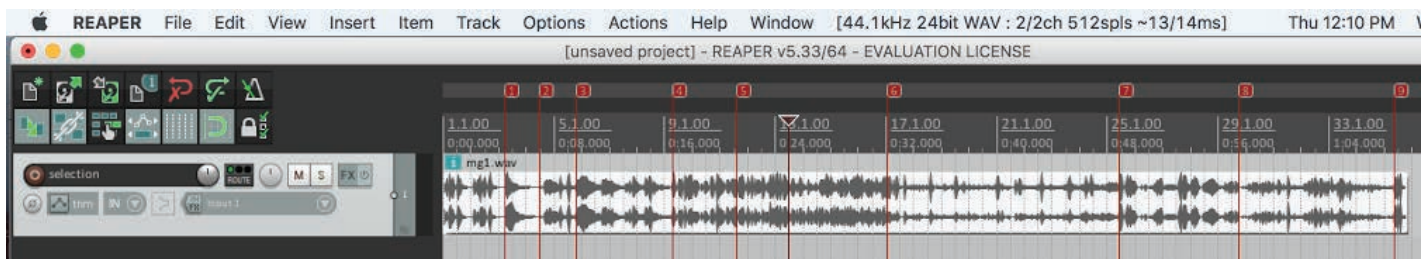 REAPER File Edit View Insert Item Track Options Actions Help Window [44.1kHz 24bit WAV : 2/2ch 512spls ~13/14ms] Thu 12:10 PM
[unsaved project] - REAPER v5.33/64 - EVALUATION LICENSE
1 2 3 4 5 6 7 8 9
1.1.00 5.1.00 9.1.00 17.1.00 21.1.00 25.1.00 29.1.00 33.1.00
0:00.000 0:08.000 0:16.000 0:24.000 0:32.000 0:40.000 0:48.000 0:56.000 1:04.000
mg1.wav
selection ROUTE M S FX
1
trim IN Input 1